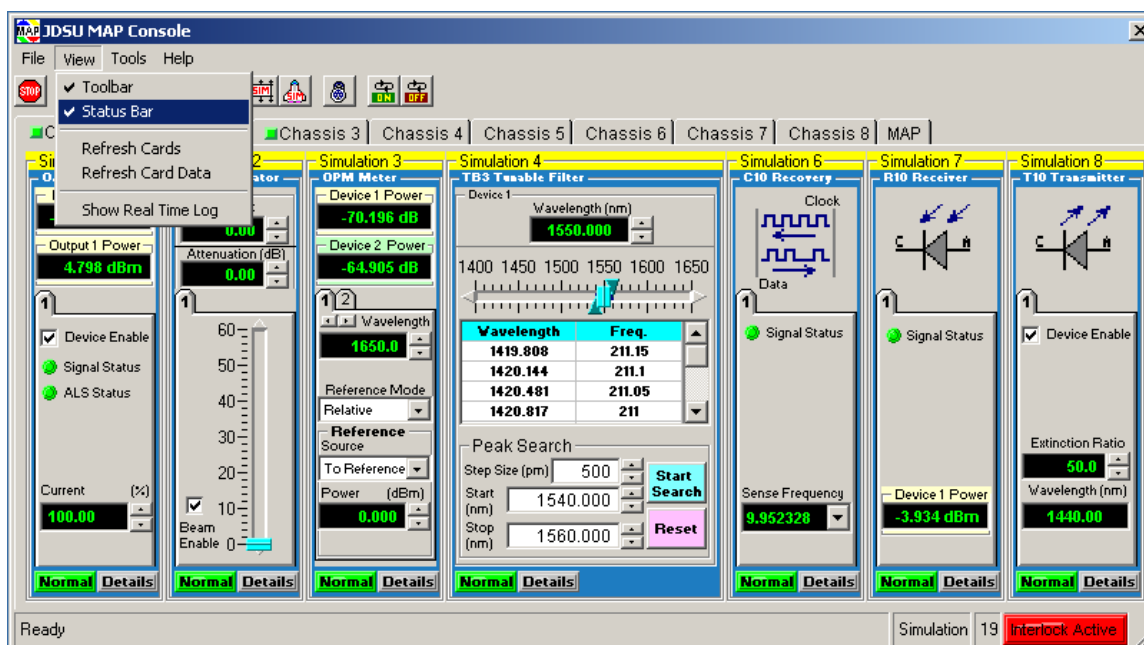 MAP JDSU MAP Console
File View Tools Help
STOP SIM SIM ON OFF
Toolbar
Status Bar
Refresh Cards
Refresh Card Data
Show Real Time Log
Chassis 3 Chassis 4 Chassis 5 Chassis 6 Chassis 7 Chassis 8 MAP
Output 1 Power
4.798 dBm
1
Device Enable
Signal Status
ALS Status
Current (%)
100.00
Normal Details
2
0.00
Attenuation (dB)
0.00
1
60
50
40
30
20
10
0
Beam
Enable
Normal Details
Simulation 3
OPM Meter
Device 1 Power
-70.196 dB
Device 2 Power
-64.905 dB
1 2
Wavelength
1650.0
Reference Mode
Relative
Reference
Source
To Reference
Power (dBm)
0.000
Normal Details
Simulation 4
TB3 Tunable Filter
Device 1
Wavelength (nm)
1550.000
1400 1450 1500 1550 1600 1650
Wavelength Freq.
1419.808 211.15
1420.144 211.1
1420.481 211.05
1420.817 211
Peak Search
Step Size (pm) 500
Start (nm) 1540.000
Stop (nm) 1560.000
Start Search
Reset
Normal Details
Simulation 6
C10 Recovery
Clock
Data
1
Signal Status
Sense Frequency
9.952328
Normal Details
Simulation 7
R10 Receiver
C A
1
Signal Status
Device 1 Power
-3.934 dBm
Normal Details
Simulation 8
T10 Transmitter
C A
1
Device Enable
Extinction Ratio
50.0
Wavelength (nm)
1440.00
Normal Details
Ready Simulation 19 Interlock Active